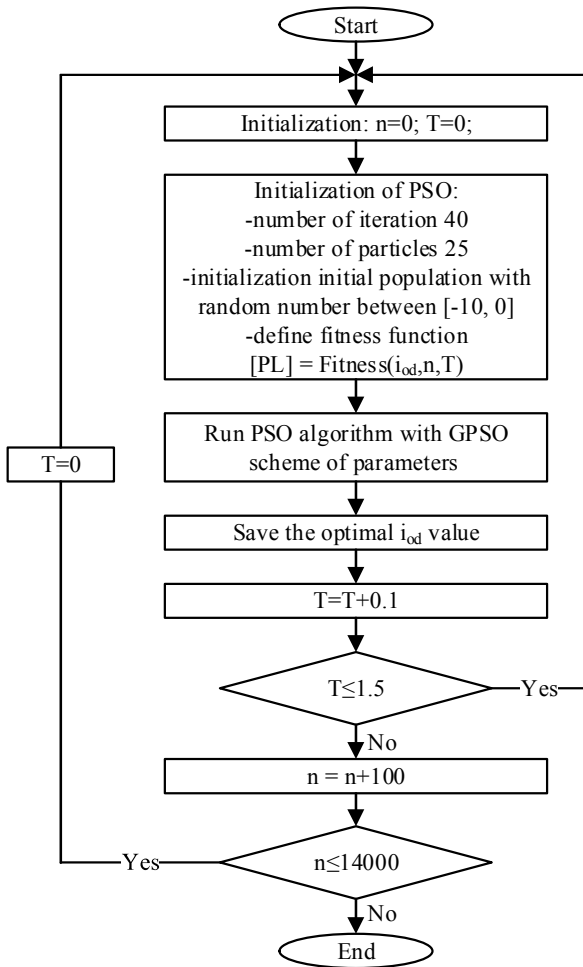 Start
Initialization: n=0; T=0;
Initialization of PSO:
-number of iteration 40
-number of particles 25
-initialization initial population with
random number between [-10, 0]
-define fitness function
[PL] = Fitness(iod,n,T)
Run PSO algorithm with GPSO
scheme of parameters
T=0
Save the optimal iod value
T=T+0.1
T≤1.5
Yes
No
n = n+100
n≤14000
Yes
No
End